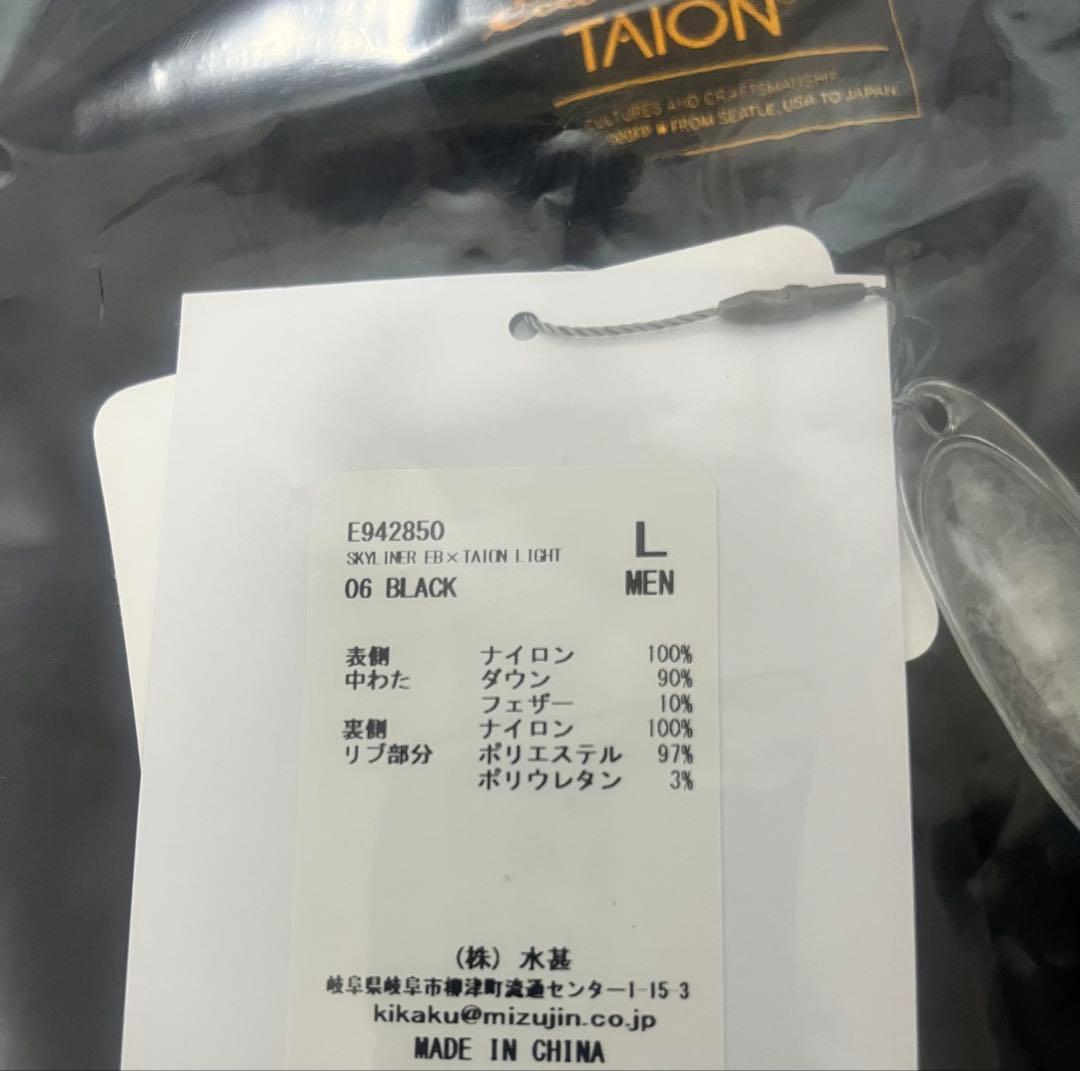 TAION
CULTURES AND CRAFTSMANSHIP
FROM SEATLE, USA TO JAPAN
E942850
SKYLINER EB×TAION LIGHT
06 BLACK
L
MEN
表側 ナイロン 100%
中わた ダウン 90%
フェザー 10%
裏側 ナイロン 100%
リブ部分 ポリエステル 97%
ポリウレタン 3%
(株) 水甚
岐阜県岐阜市柳津町流通センター1-15-3
kikaku@mizujin.co.jp
MADE IN CHINA